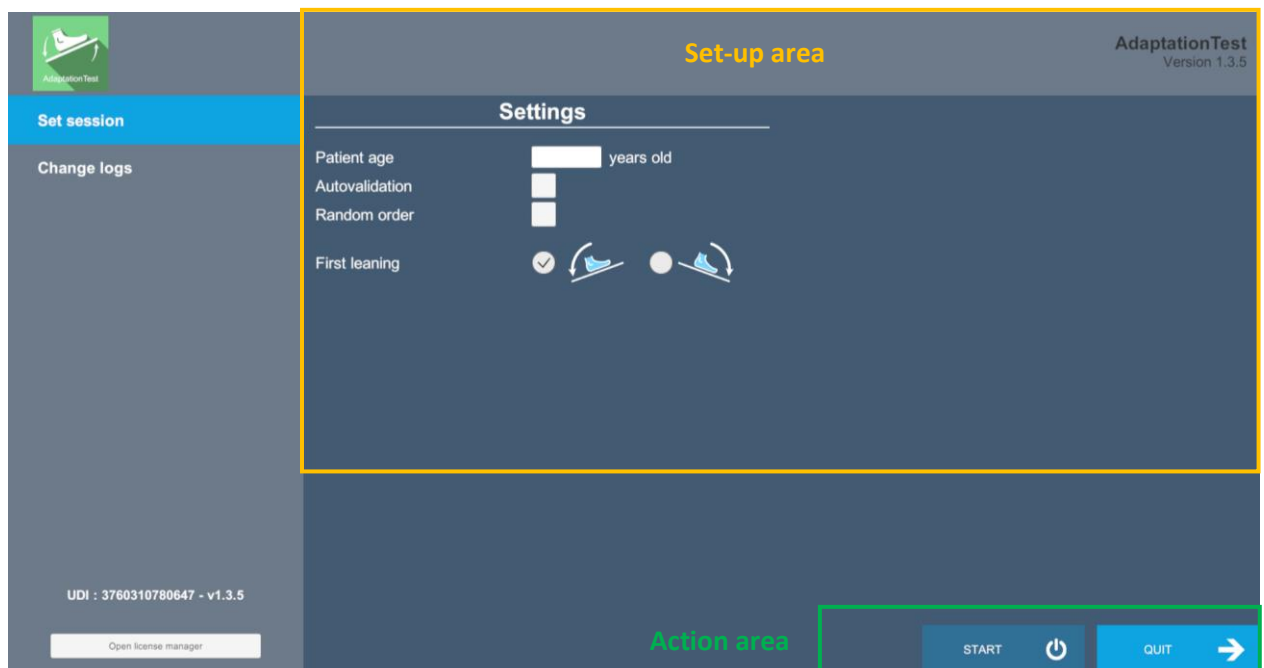 AdaptationTest
Set-up area
AdaptationTest
Version 1.3.5
Set session
Change logs
Settings
Patient age years old
Autovalidation
Random order
First leaning
UDI : 3760310780647 - v1.3.5
Open license manager
Action area
START
QUIT